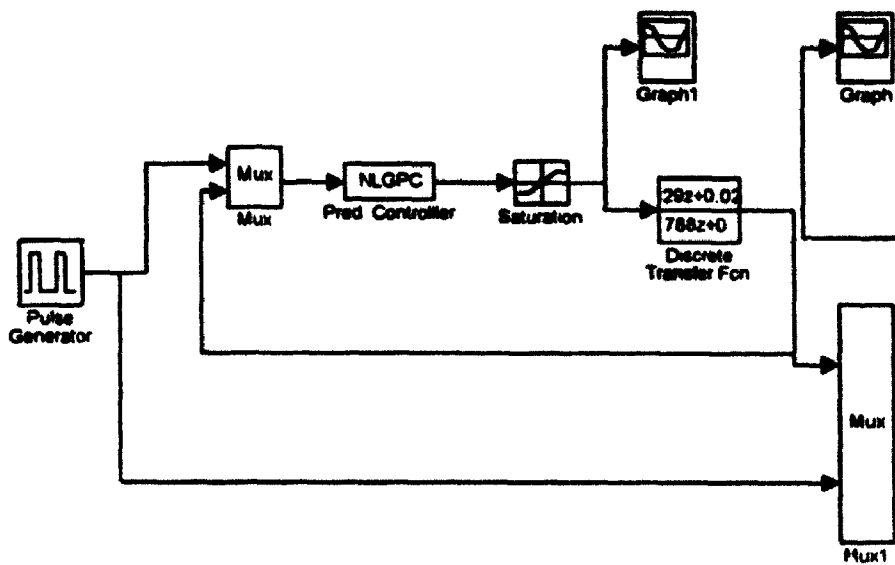 Graph1
Graph
Mux
Mux
NLGPC
Pred Controller
Saturation
29z+0.02
788z+0
Discrete
Transfer Fcn
Pulse
Generator
Mux
Mux1